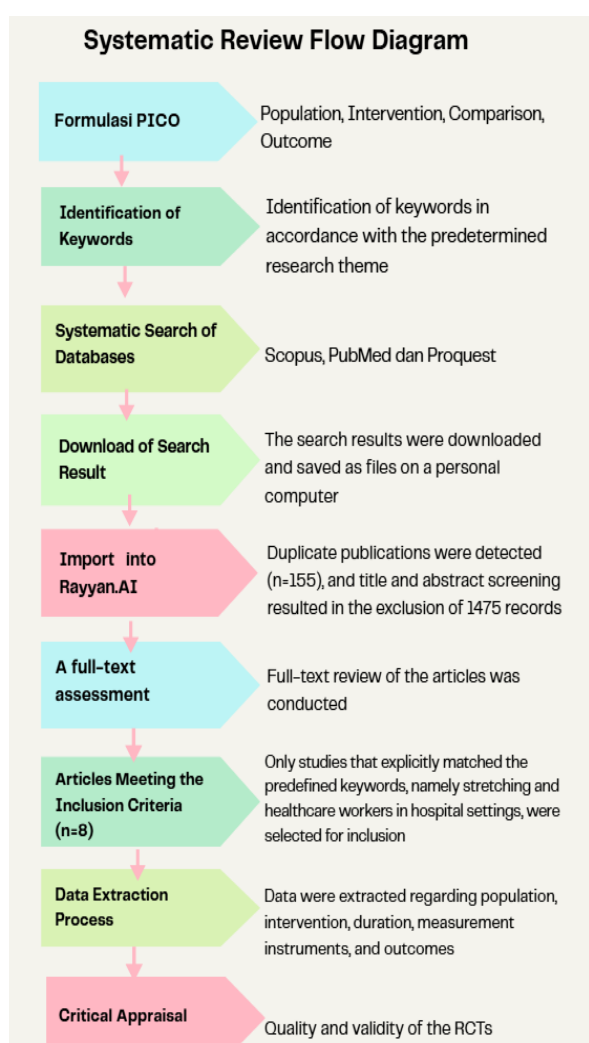 Systematic Review Flow Diagram
Formulasi PICO
Population, Intervention, Comparison,
Outcome
Identification of
Keywords
Identification of keywords in
accordance with the predetermined
research theme
Systematic Search of
Databases
Scopus, PubMed dan Proquest
Download of Search
Result
The search results were downloaded
and saved as files on a personal
computer
Import into
Rayyan.AI
Duplicate publications were detected
(n=155), and title and abstract screening
resulted in the exclusion of 1475 records
A full-text
assessment
Full-text review of the articles was
conducted
Articles Meeting the
Inclusion Criteria
(n=8)
Only studies that explicitly matched the
predefined keywords, namely stretching and
healthcare workers in hospital settings, were
selected for inclusion
Data Extraction
Process
Data were extracted regarding population,
intervention, duration, measurement
instruments, and outcomes
Critical Appraisal
Quality and validity of the RCTs